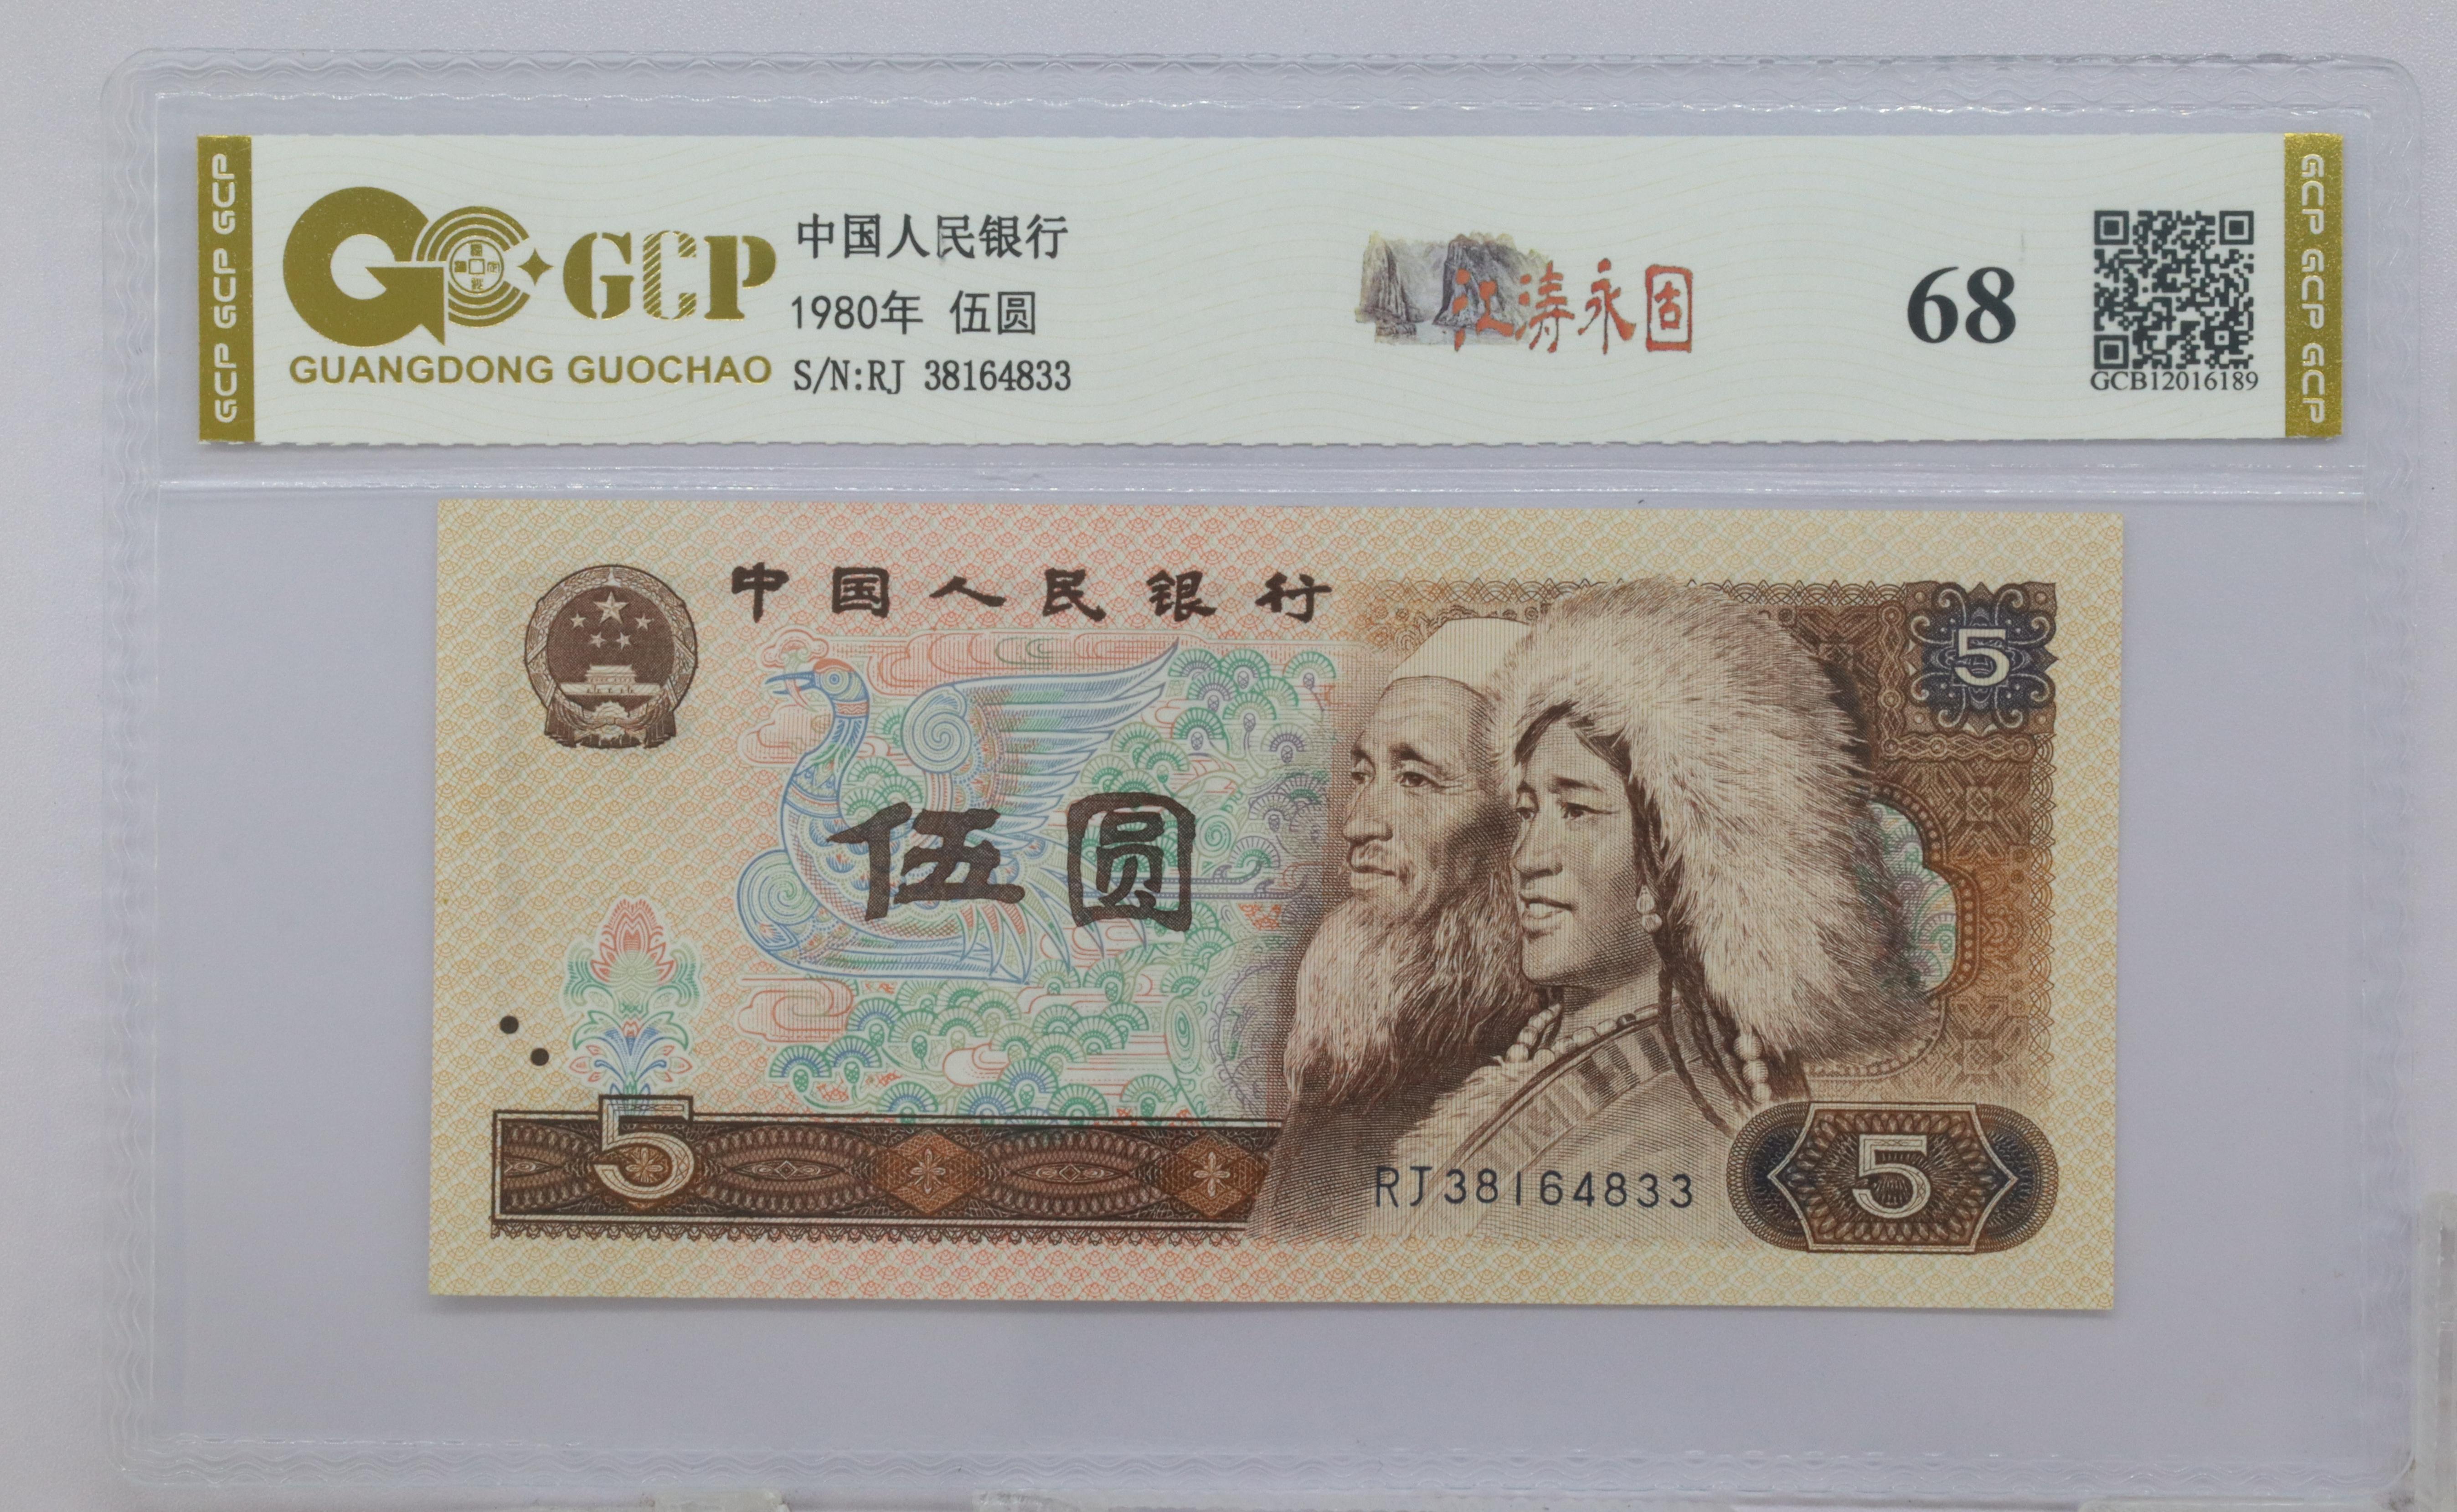 GCP GCP GCP
GCP
GUANGDONG GUOCHAO
中国人民银行
1980年 伍圆
S/N:RJ 38164833
江涛永固
68
GCB12016189
GCP GCP GCP
中国人民银行
5
伍圆
5
RJ38164833
5